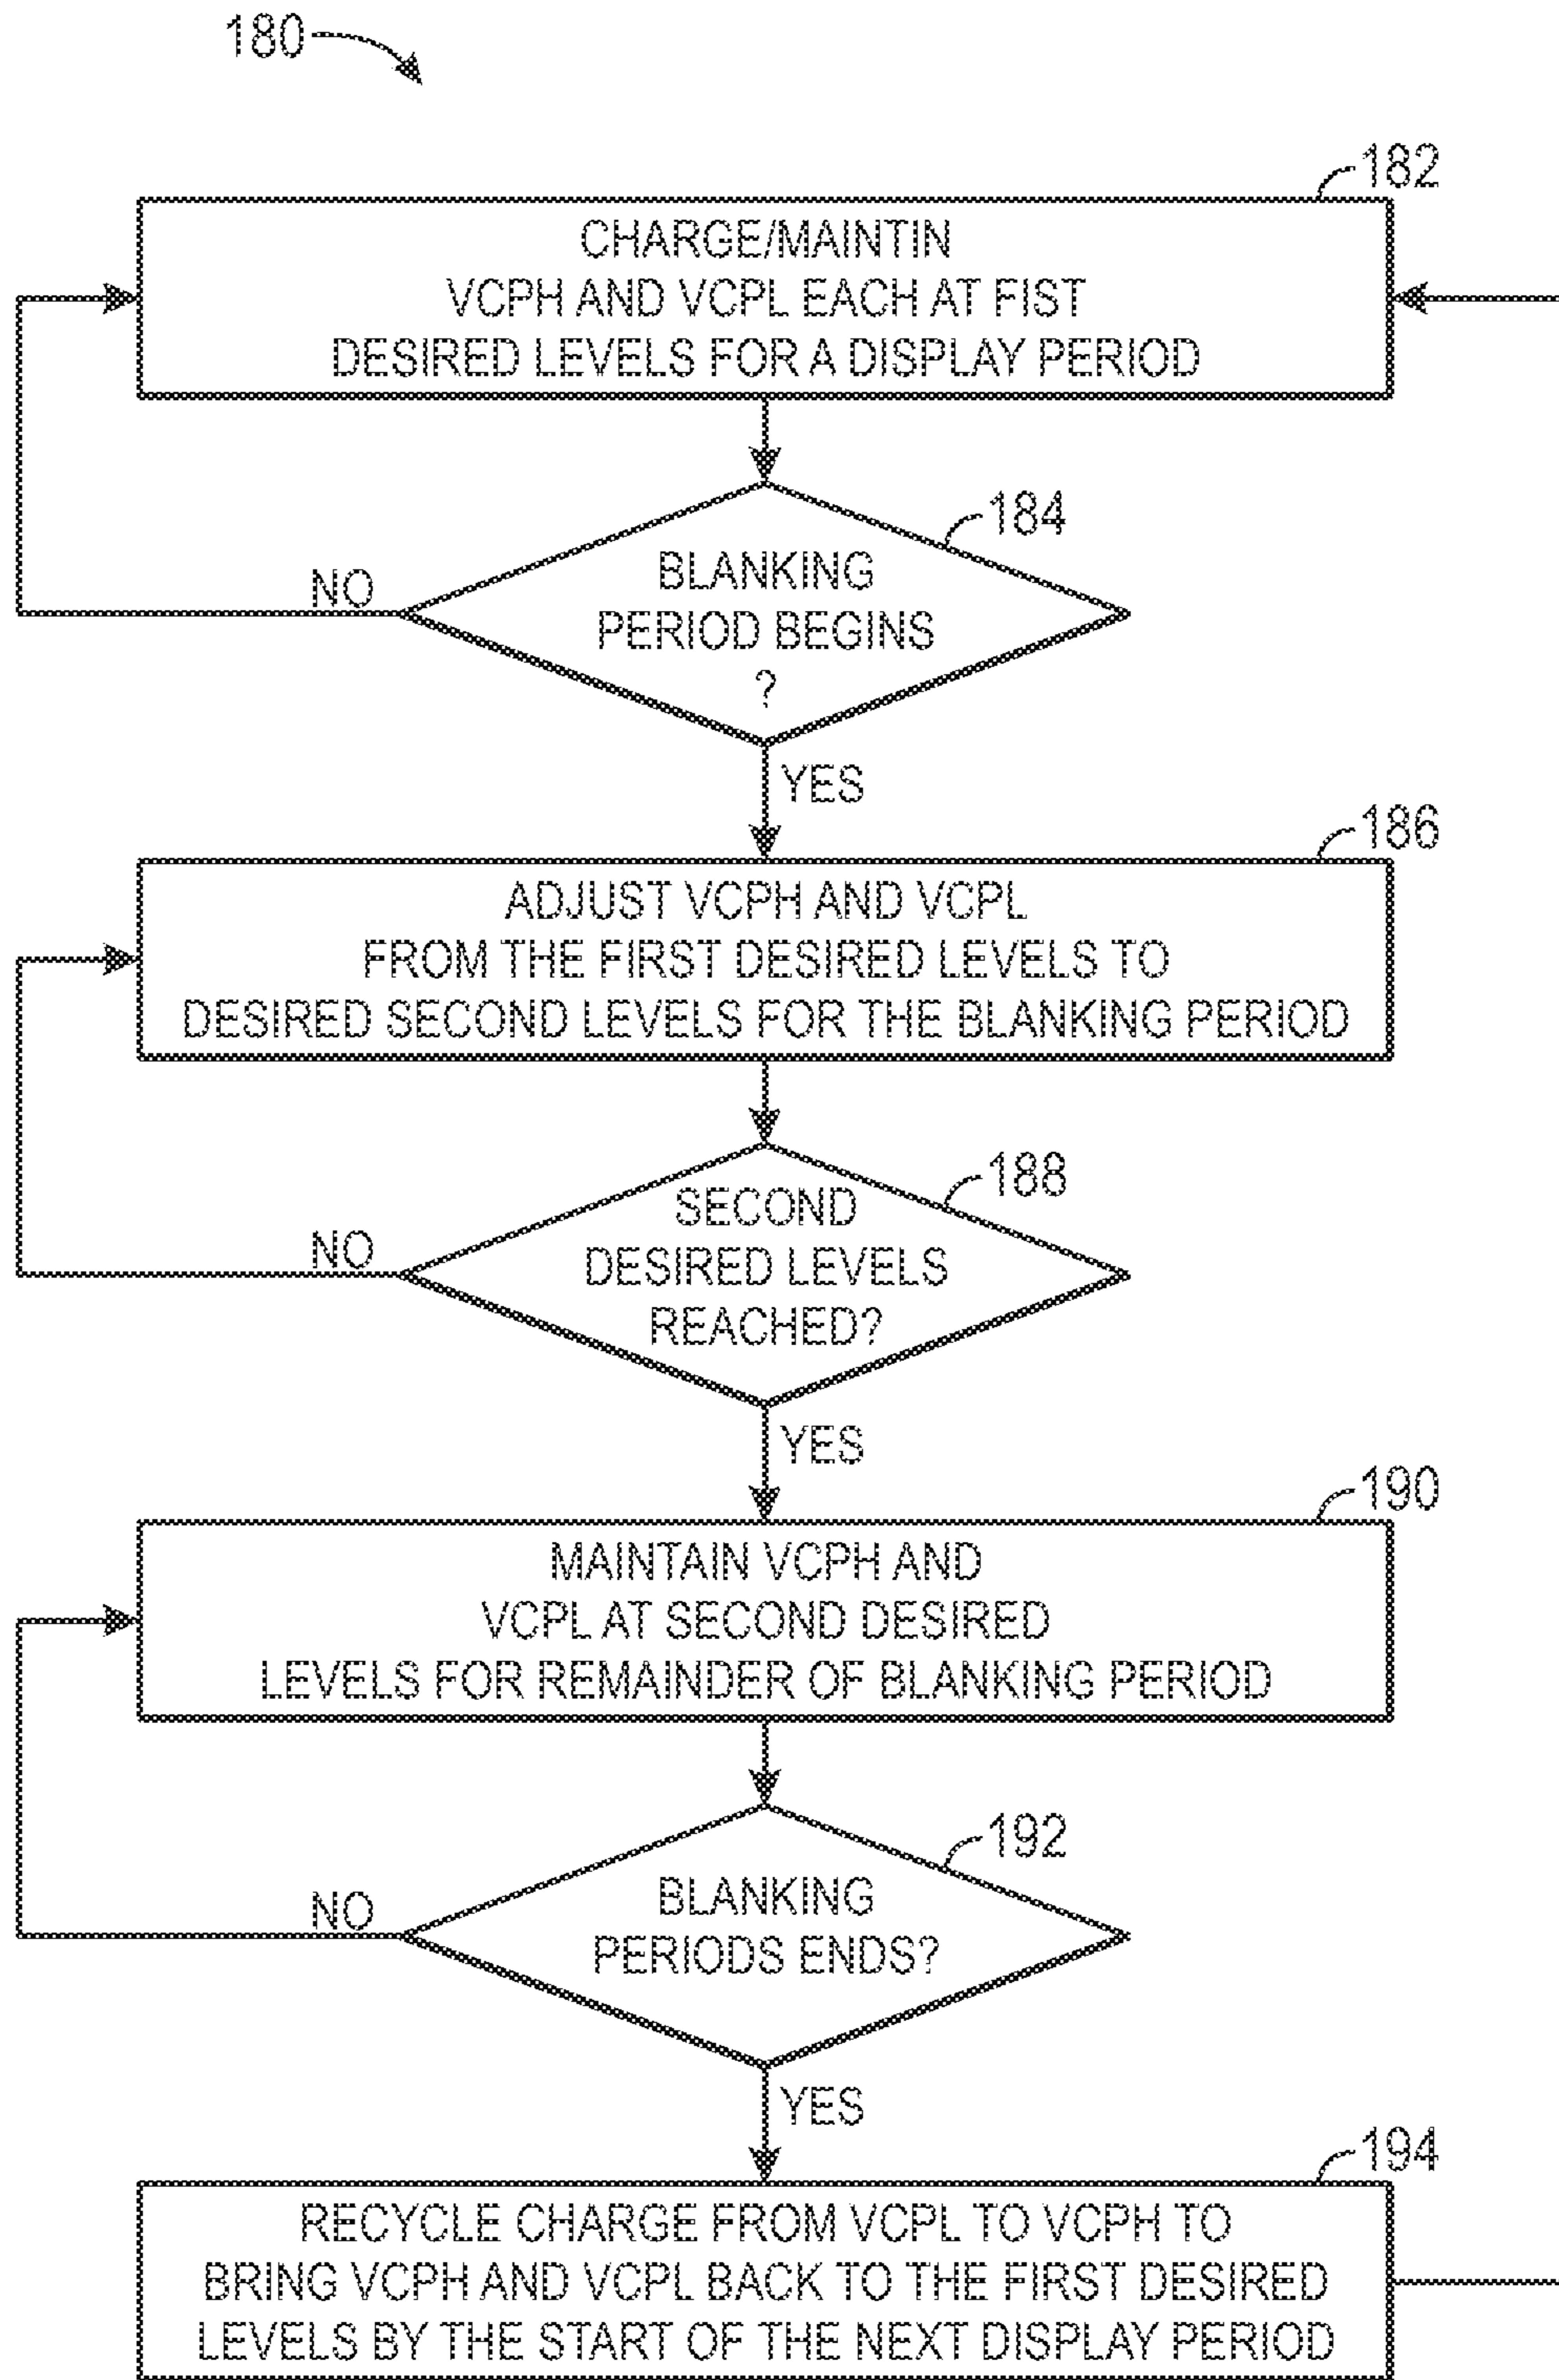 180
182
CHARGE/MAINTIN
VCPH AND VCPL EACH AT FIST
DESIRED LEVELS FOR A DISPLAY PERIOD
184
BLANKING
PERIOD BEGINS
?
NO
YES
186
ADJUST VCPH AND VCPL
FROM THE FIRST DESIRED LEVELS TO
DESIRED SECOND LEVELS FOR THE BLANKING PERIOD
188
SECOND
DESIRED LEVELS
REACHED?
NO
YES
190
MAINTAIN VCPH AND
VCPL AT SECOND DESIRED
LEVELS FOR REMAINDER OF BLANKING PERIOD
192
BLANKING
PERIODS ENDS?
NO
YES
194
RECYCLE CHARGE FROM VCPL TO VCPH TO
BRING VCPH AND VCPL BACK TO THE FIRST DESIRED
LEVELS BY THE START OF THE NEXT DISPLAY PERIOD